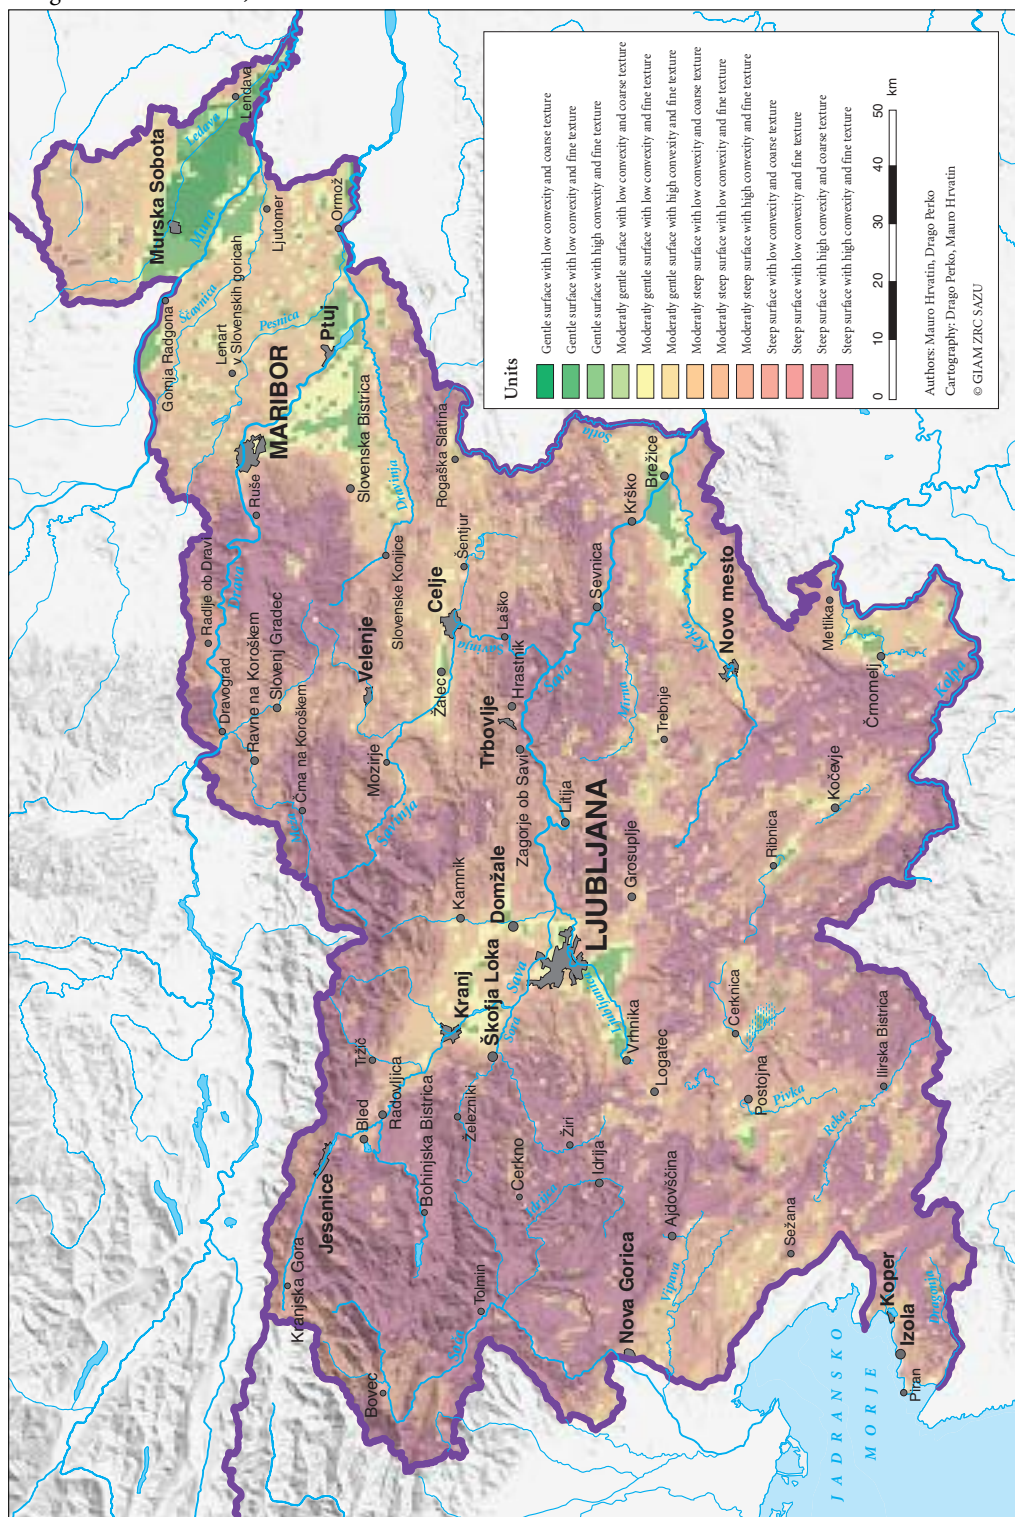 Kranjska Gora
Jesenice
Bovec
Bled
Radovljica
Tržič
Bohinjska Bistrica
Tolmin
Soča
Železniki
Cerkno
Idrijca
Žiri
Idrija
Kranj
Škofja Loka
Sora
Sava
Kamnik
Domžale
LJUBLJANA
Ljubljanica
Vrhnika
Logatec
Grosuplje
Litija
Zagorje ob Savi
Trbovlje
Hrastnik
Laško
Savinja
Sava
Mozirje
Savinja
Črna na Koroškem
Meža
Ravne na Koroškem
Slovenj Gradec
Dravograd
Radlje ob Dravi
Drava
Ruše
MARIBOR
Velenje
Žalec
Celje
Šentjur
Slovenske Konjice
Dravinja
Slovenska Bistrica
Rogaška Slatina
Ptuj
Pesnica
Lenart
v Slovenskih goricah
Ščavnica
Gornja Radgona
Mura
Murska Sobota
Ledava
Lendava
Ljutomer
Ormož
Sotla
Krško
Brežice
Sevnica
Mirna
Trebnje
Krka
Novo mesto
Metlika
Črnomelj
Kolpa
Kočevje
Ribnica
Cerknica
Postojna
Pivka
Ilirska Bistrica
Reka
Ajdovščina
Vipava
Nova Gorica
Sežana
Koper
Izola
Piran
Dragonja
JADRANSKO
MORJE
Units
Gentle surface with low convexity and coarse texture
Gentle surface with low convexity and fine texture
Gentle surface with high convexity and fine texture
Moderatly gentle surface with low convexity and coarse texture
Moderatly gentle surface with low convexity and fine texture
Moderatly gentle surface with high convexity and fine texture
Moderatly steep surface with low convexity and coarse texture
Moderatly steep surface with low convexity and fine texture
Moderatly steep surface with high convexity and fine texture
Steep surface with low convexity and coarse texture
Steep surface with low convexity and fine texture
Steep surface with high convexity and coarse texture
Steep surface with high convexity and fine texture
0 10 20 30 40 50 km
Authors: Mauro Hrvatin, Drago Perko
Cartography: Drago Perko, Mauro Hrvatin
© GIAM ZRC SAZU